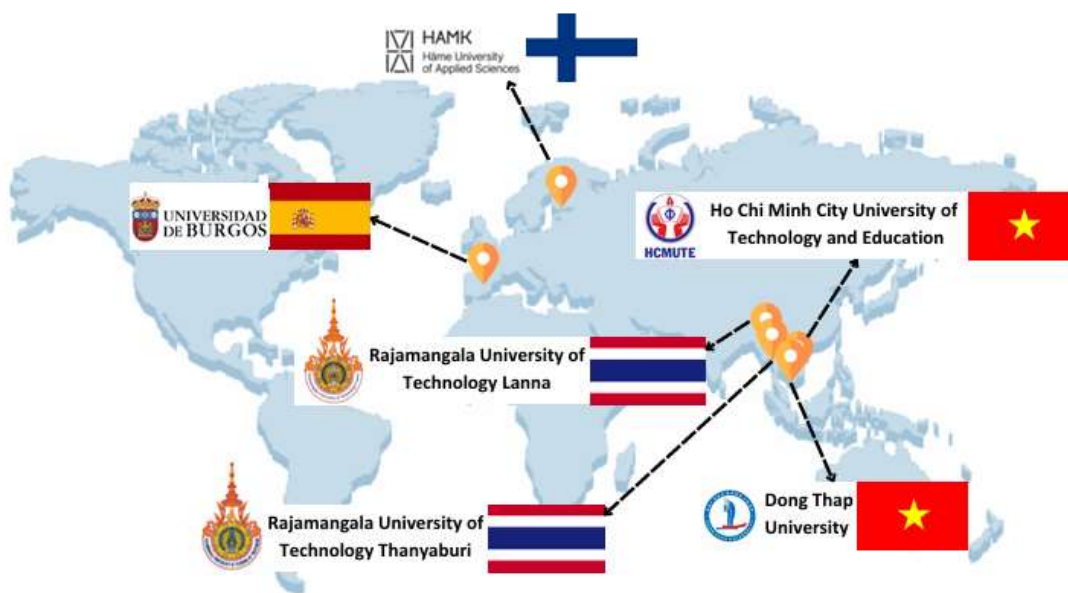 HAMK
Häme University
of Applied Sciences
UNIVERSIDAD
DE BURGOS
HCMUTE
Ho Chi Minh City University of
Technology and Education
Rajamangala University of
Technology Lanna
Rajamangala University of
Technology Thanyaburi
Dong Thap
University